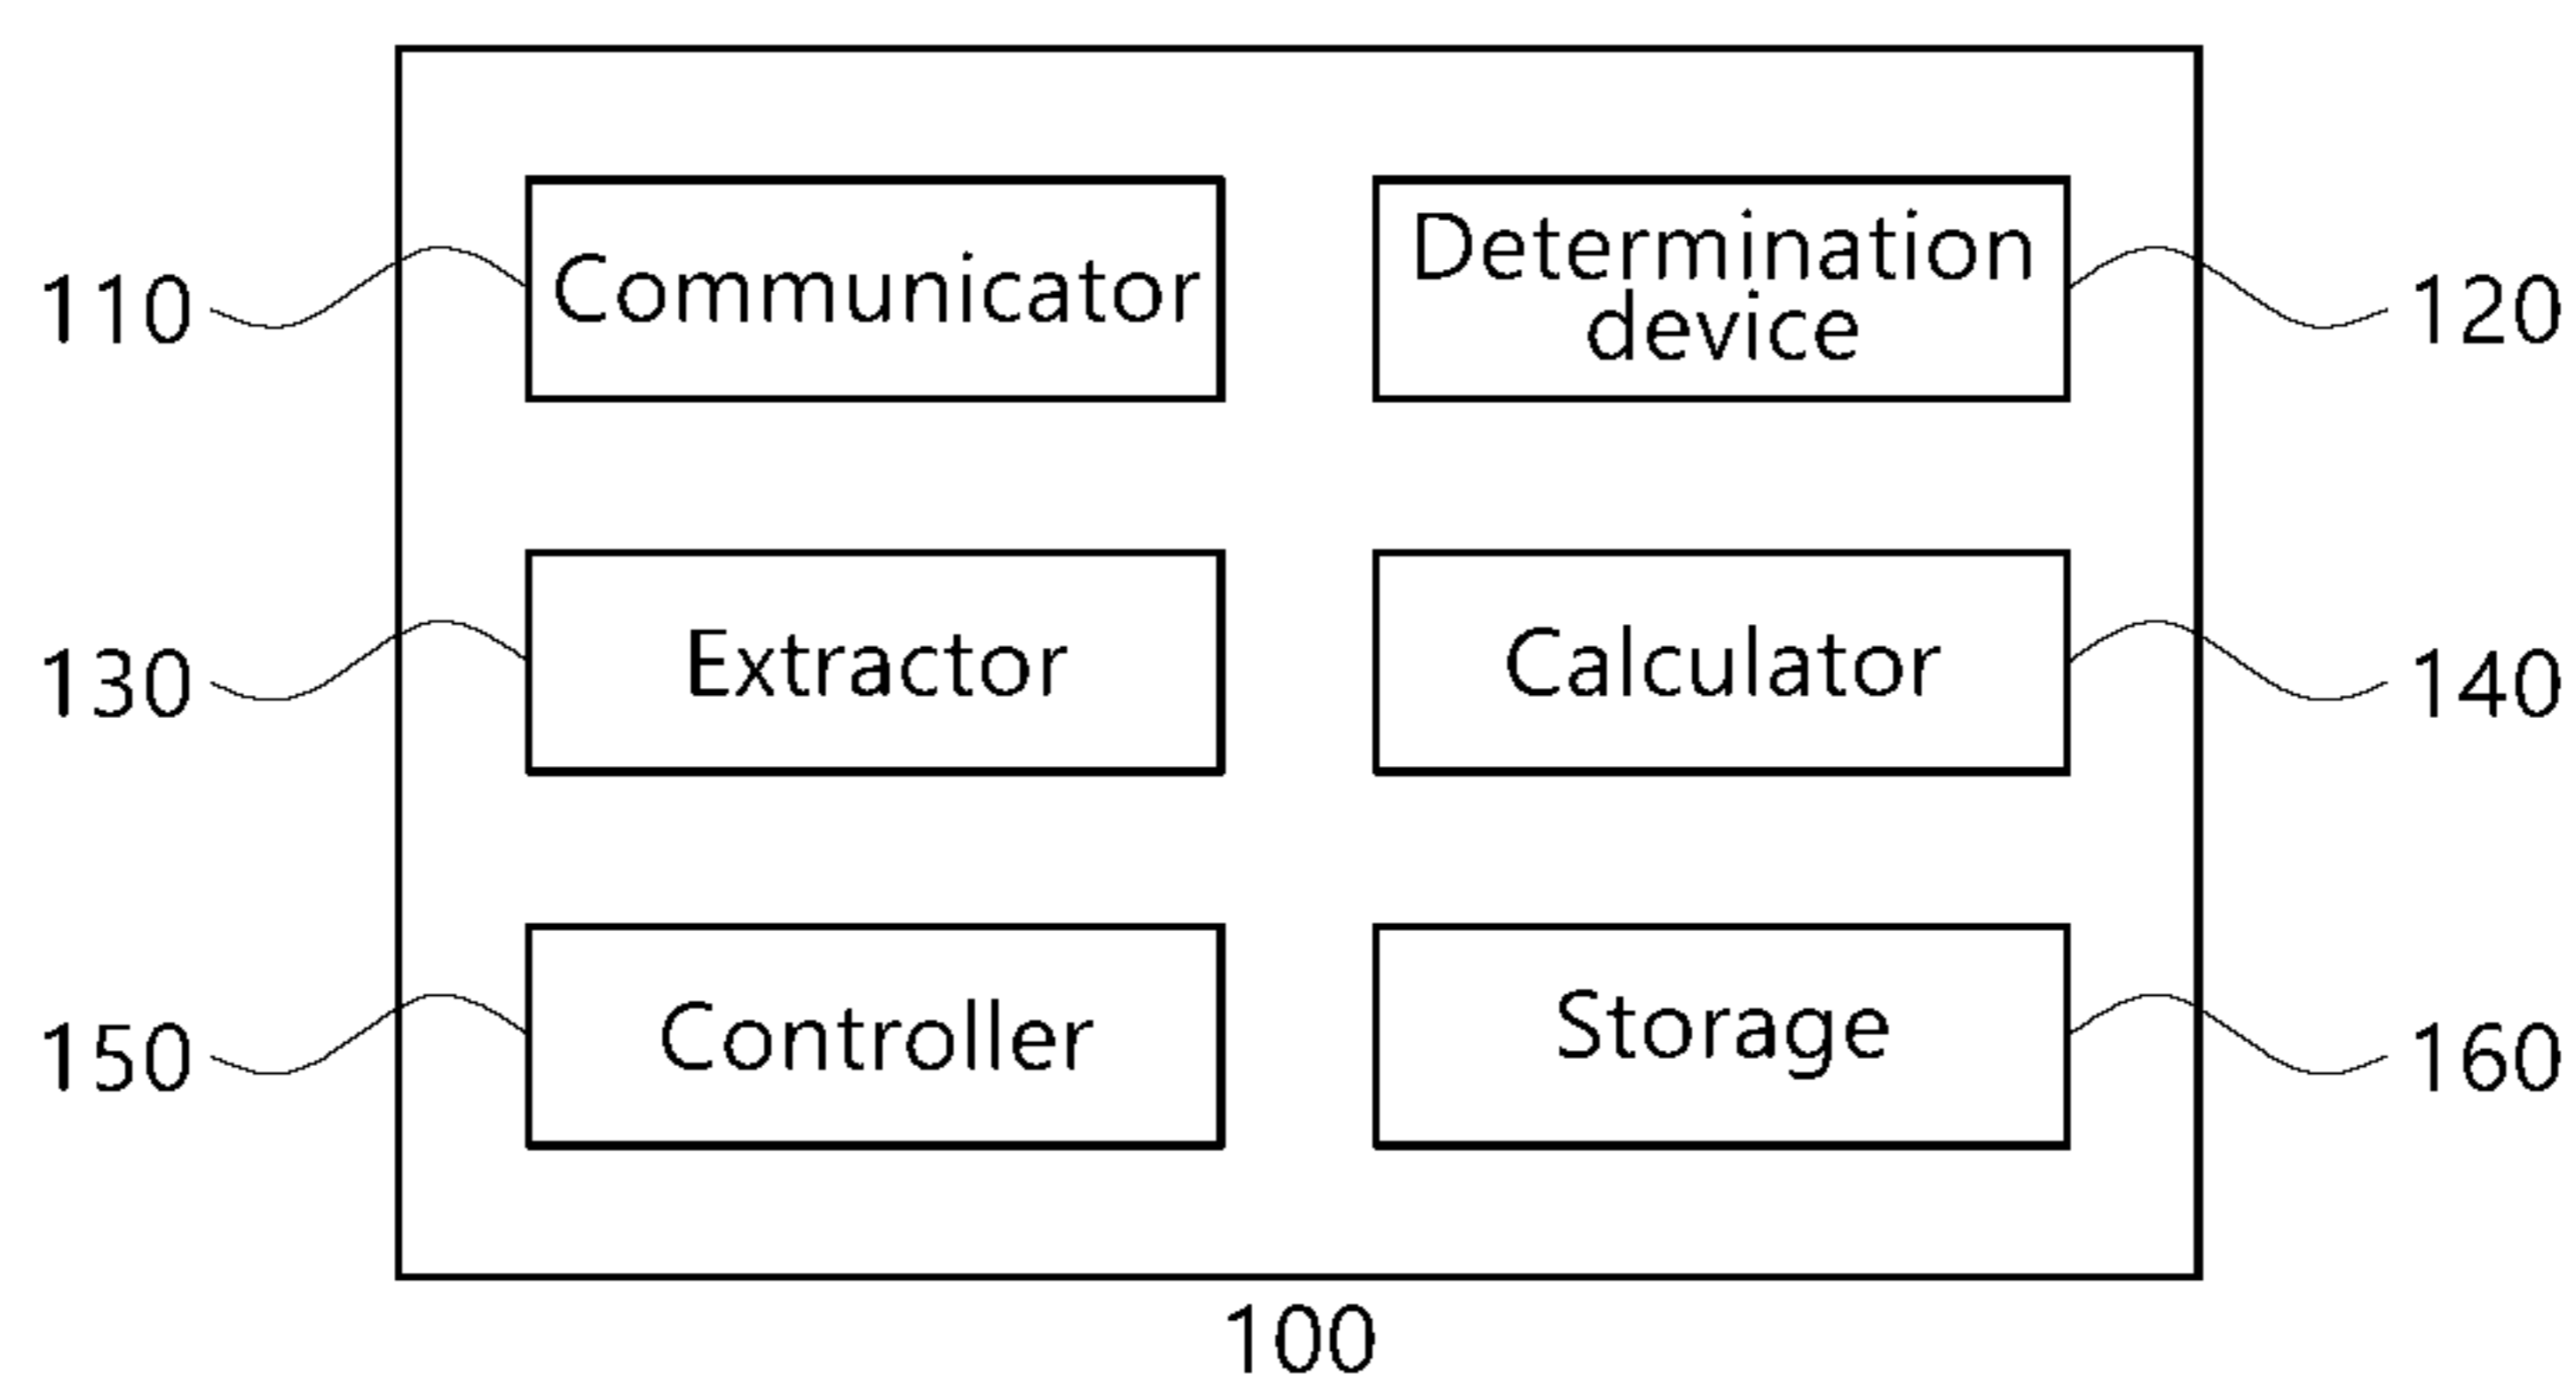 110
Communicator
Determination
device
120
130
Extractor
Calculator
140
150
Controller
Storage
160
100